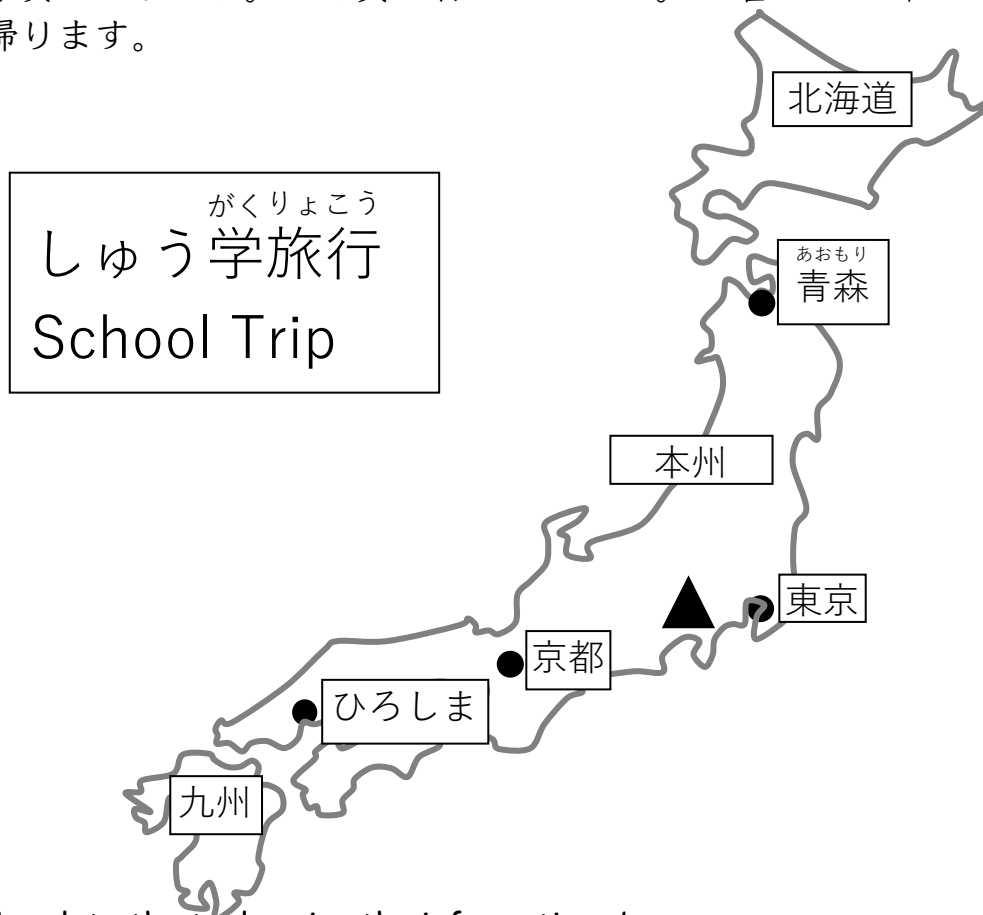 帰ります。
北海道
がくりょこう
しゅう学旅行
School Trip
あおもり
青森
本州
東京
京都
ひろしま
九州